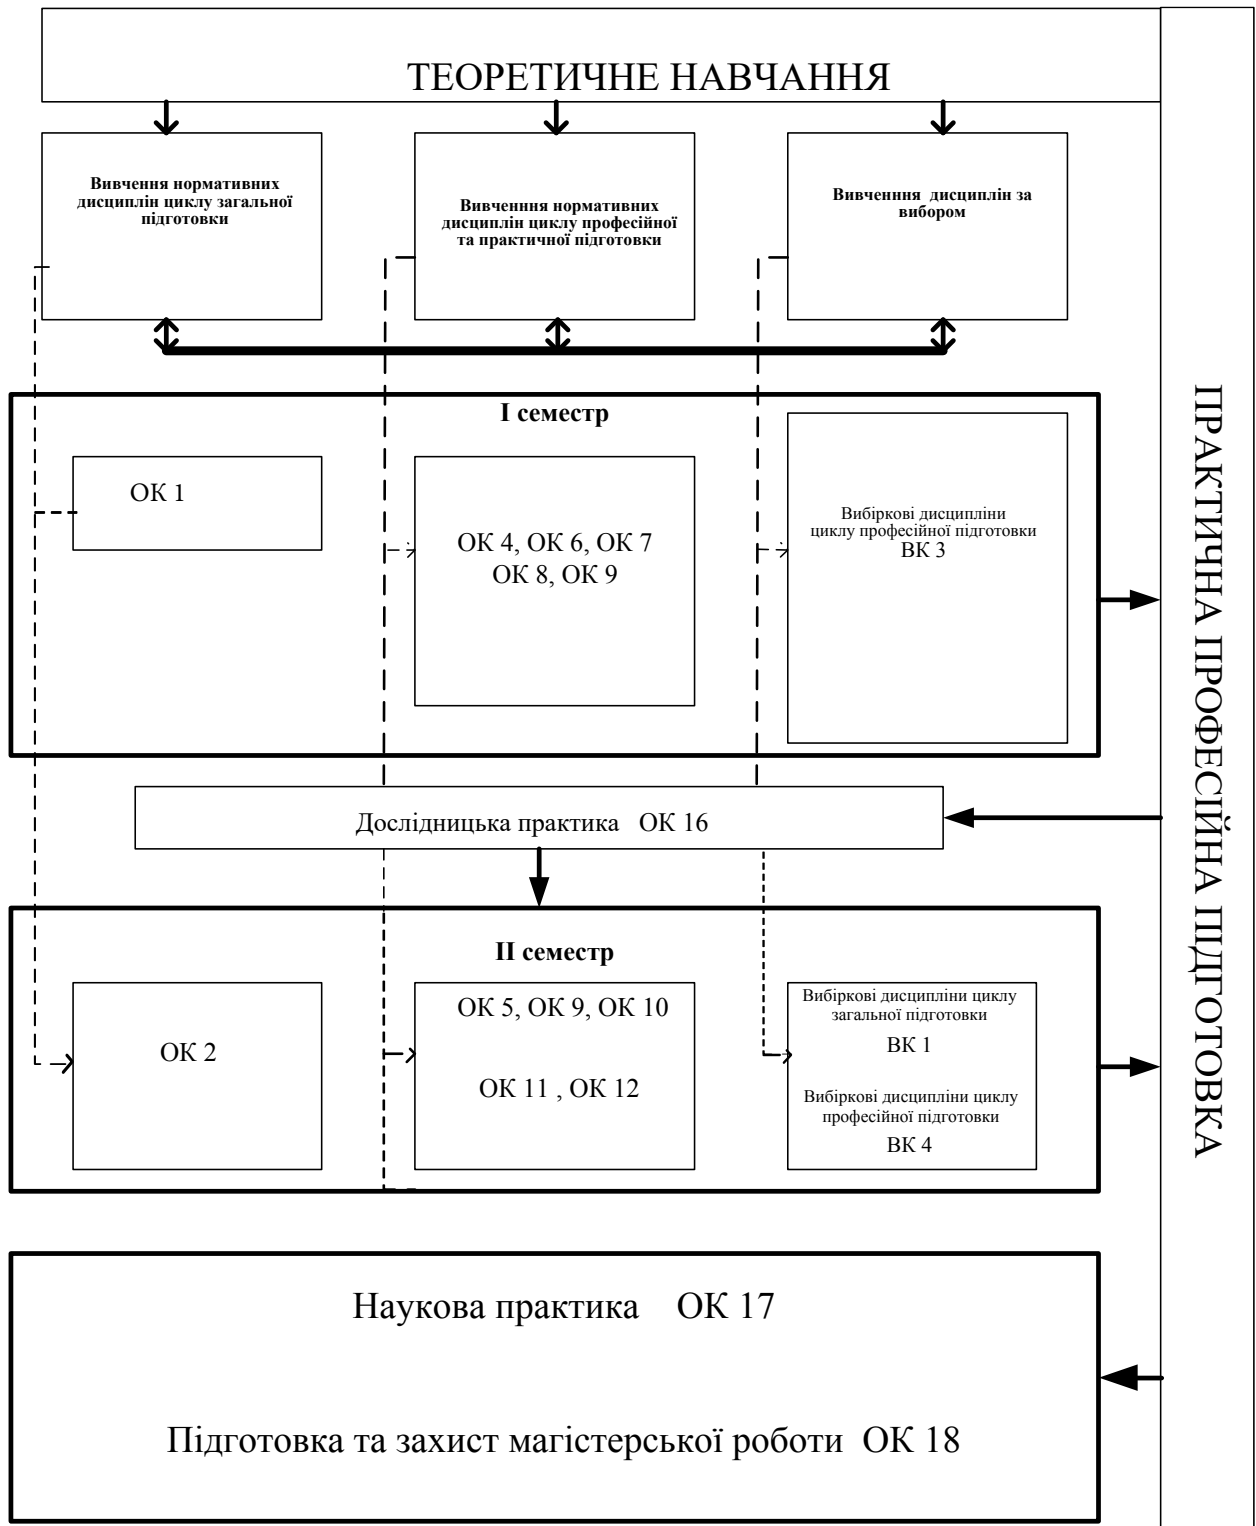 ТЕОРЕТИЧНЕ НАВЧАННЯ
Вивчення нормативних
дисциплін циклу загальної
підготовки
Вивченння нормативних
дисциплін циклу професійної
та практичної підготовки
Вивченння дисциплін за
вибором
І семестр
ОК 1
ОК 4, ОК 6, ОК 7
ОК 8, ОК 9
Вибіркові дисципліни
циклу професійної підготовки
ВК 3
Дослідницька практика ОК 16
ІІ семестр
ОК 2
ОК 5, ОК 9, ОК 10
ОК 11 , ОК 12
Вибіркові дисципліни циклу
загальної підготовки
ВК 1
Вибіркові дисципліни циклу
професійної підготовки
ВК 4
Наукова практика ОК 17
Підготовка та захист магістерської роботи ОК 18
ПРАКТИЧНА ПРОФЕСІЙНА ПІДГОТОВКА